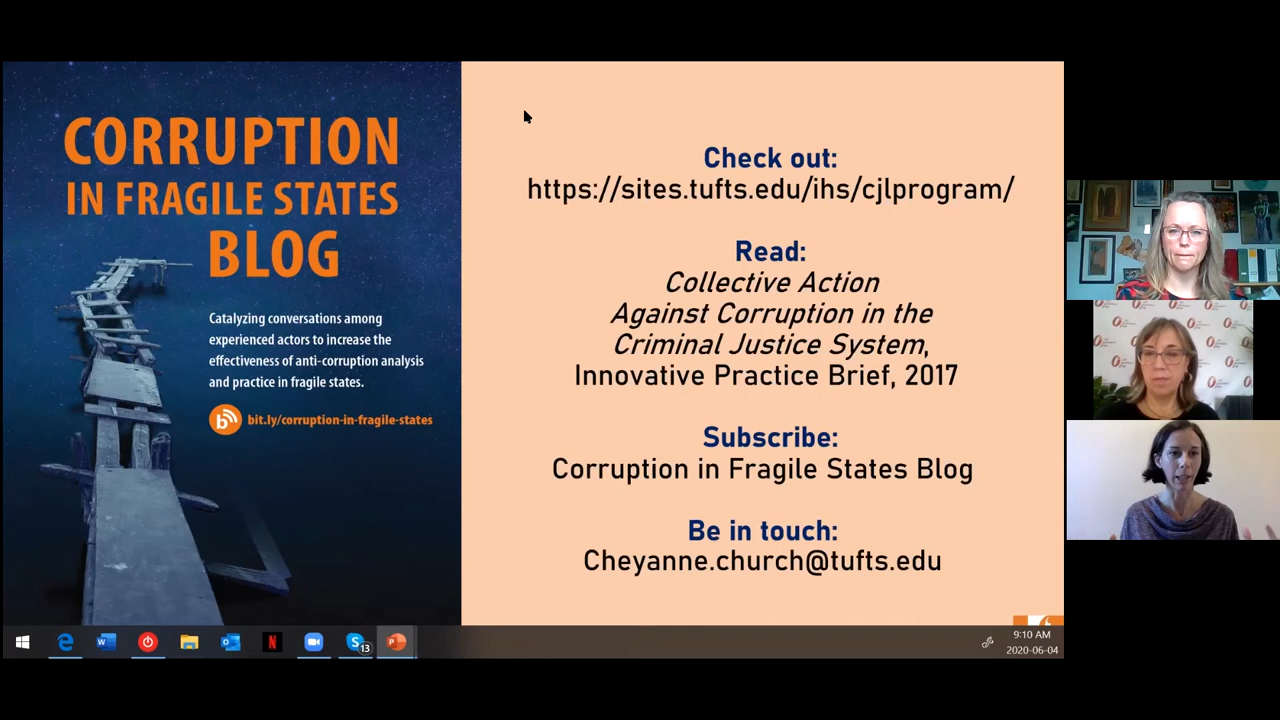 CORRUPTION
IN FRAGILE STATES
BLOG
Catalyzing conversations among
experienced actors to increase the
effectiveness of anti-corruption analysis
and practice in fragile states.
bit.ly/corruption-in-fragile-states
Check out:
https://sites.tufts.edu/ihs/cjlprogram/
Read:
Collective Action
Against Corruption in the
Criminal Justice System,
Innovative Practice Brief, 2017
Subscribe:
Corruption in Fragile States Blog
Be in touch:
Cheyanne.church@tufts.edu
13
9:10 AM
2020-06-04